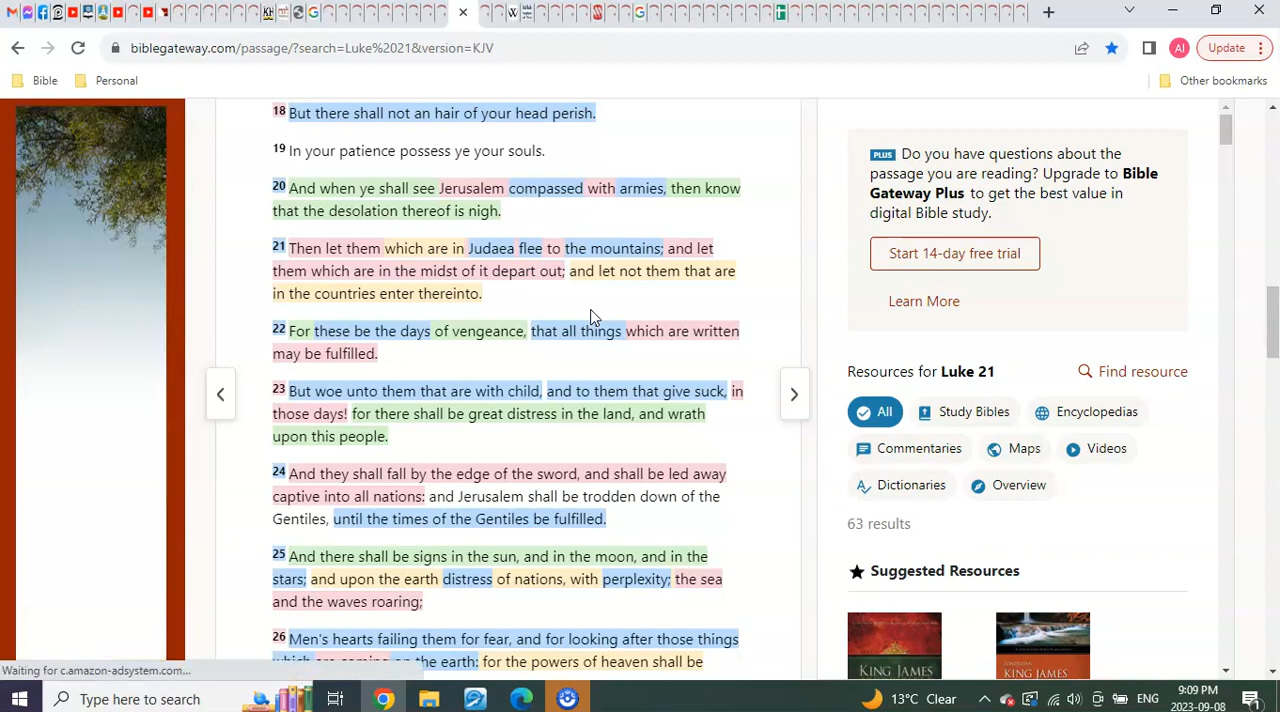 biblegateway.com/passage/?search=Luke%2021&version=KJV
AI
Update
Bible
Personal
Other bookmarks
18 But there shall not an hair of your head perish.
19 In your patience possess ye your souls.
20 And when ye shall see Jerusalem compassed with armies, then know
that the desolation thereof is nigh.
21 Then let them which are in Judaea flee to the mountains; and let
them which are in the midst of it depart out; and let not them that are
in the countries enter thereinto.
22 For these be the days of vengeance, that all things which are written
may be fulfilled.
23 But woe unto them that are with child, and to them that give suck, in
those days! for there shall be great distress in the land, and wrath
upon this people.
24 And they shall fall by the edge of the sword, and shall be led away
captive into all nations: and Jerusalem shall be trodden down of the
Gentiles, until the times of the Gentiles be fulfilled.
25 And there shall be signs in the sun, and in the moon, and in the
stars; and upon the earth distress of nations, with perplexity; the sea
and the waves roaring;
26 Men's hearts failing them for fear, and for looking after those things
which are coming on the earth: for the powers of heaven shall be
PLUS Do you have questions about the
passage you are reading? Upgrade to Bible
Gateway Plus to get the best value in
digital Bible study.
Start 14-day free trial
Learn More
Resources for Luke 21
Find resource
All
Study Bibles
Encyclopedias
Commentaries
Maps
Videos
Dictionaries
Overview
63 results
Suggested Resources
KING
JAMES
KING
JAMES
Waiting for c.amazon-adsystem.com...
Type here to search
13°C Clear
ENG
9:09 PM
2023-09-08